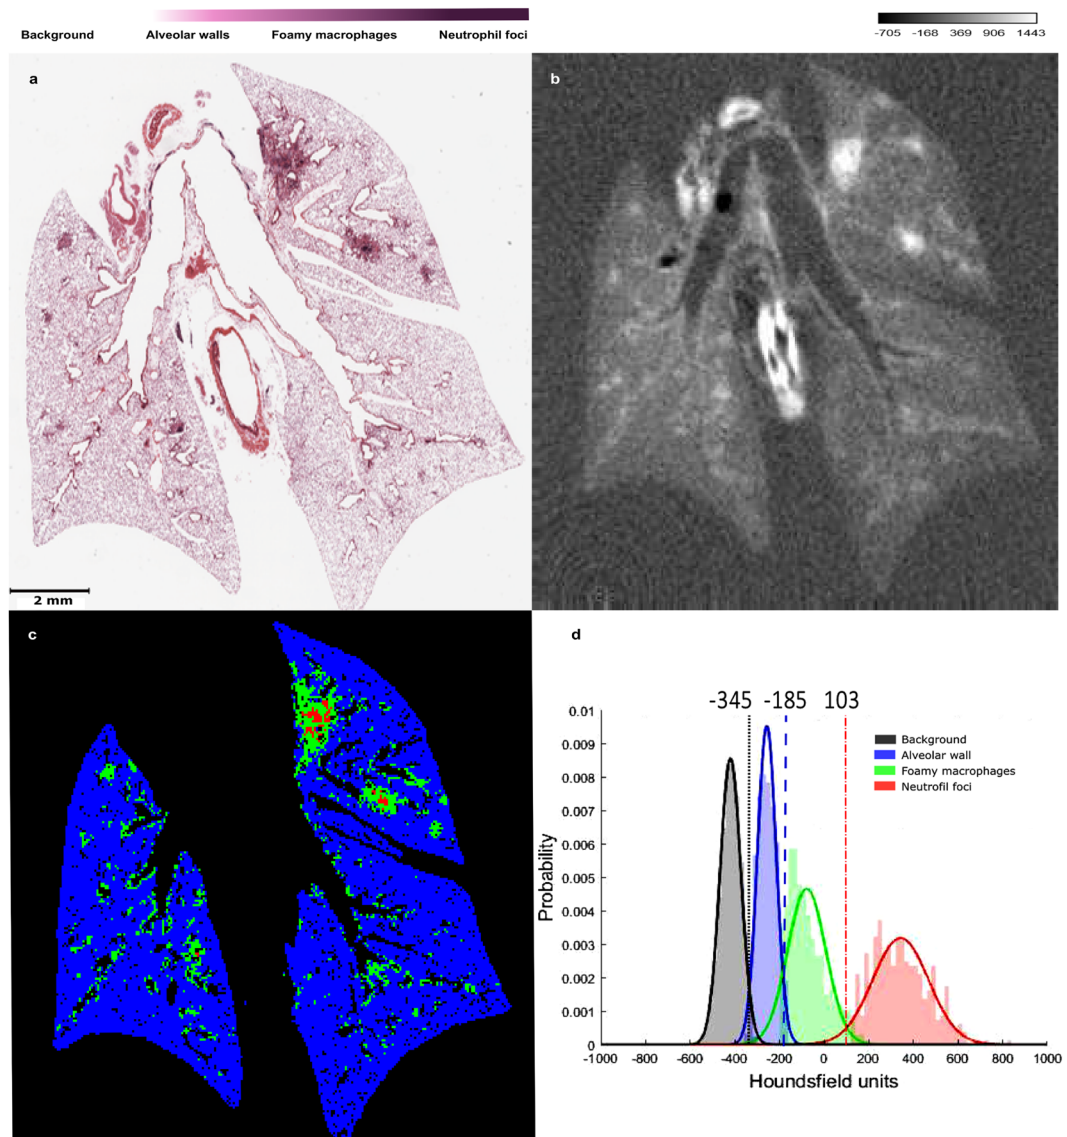 Background Alveolar walls Foamy macrophages Neutrophil foci
-705 -168 369 906 1443
a
b
2 mm
c
d
-345 -185 103
0.01
0.009
0.008
0.007
0.006
0.005
0.004
0.003
0.002
0.001
0
Probability
Background
Alveolar wall
Foamy macrophages
Neutrofil foci
-1000 -800 -600 -400 -200 0 200 400 600 800 1000
Houndsfield units